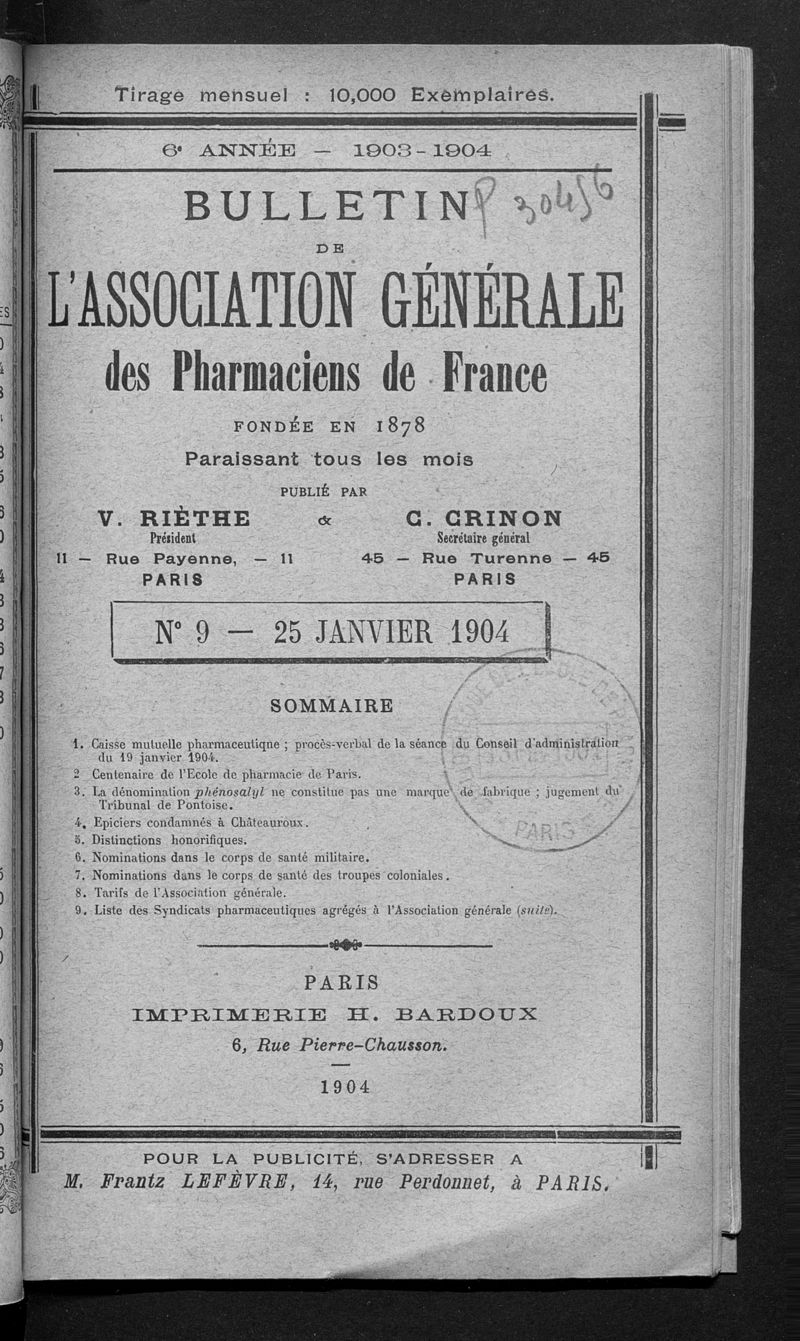 Tirage mensuel : 10,000 Exemplaires.
6e ANNÉE — 1903-1904
BULLETIN
P 30456
DE
L'ASSOCIATION GÉNÉRALE
des Pharmaciens de France
FONDÉE EN 1878
Paraissant tous les mois
PUBLIÉ PAR
V. RIÈTHE & C. CRINON
Président Secrétaire général
11 — Rue Payenne, — 11 45 — Rue Turenne — 45
PARIS PARIS
N° 9 — 25 JANVIER 1904
SOMMAIRE
1. Caisse mutuelle pharmaceutique ; procès-verbal de la séance du Conseil d'administration
du 19 janvier 1904.
2 Centenaire de l'Ecole de pharmacie de Paris.
3. La dénomination phénosalyl ne constitue pas une marque de fabrique ; jugement du
Tribunal de Pontoise.
4. Epiciers condamnés à Châteauroux.
5. Distinctions honorifiques.
6. Nominations dans le corps de santé militaire.
7. Nominations dans le corps de santé des troupes coloniales.
8. Tarifs de l'Association générale.
9. Liste des Syndicats pharmaceutiques agrégés à l'Association générale (suite).
PARIS
PARIS
IMPRIMERIE H. BARDOUX
6, Rue Pierre-Chausson.
1904
POUR LA PUBLICITÉ, S'ADRESSER A
M. Frantz LEFÈVRE, 14, rue Perdonnet, à PARIS.